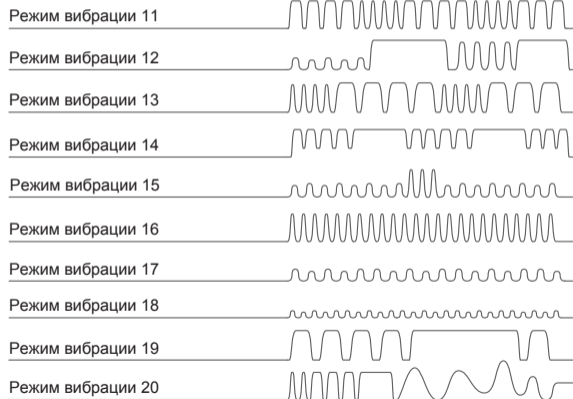 Режим вибрации 11
Режим вибрации 12
Режим вибрации 13
Режим вибрации 14
Режим вибрации 15
Режим вибрации 16
Режим вибрации 17
Режим вибрации 18
Режим вибрации 19
Режим вибрации 20